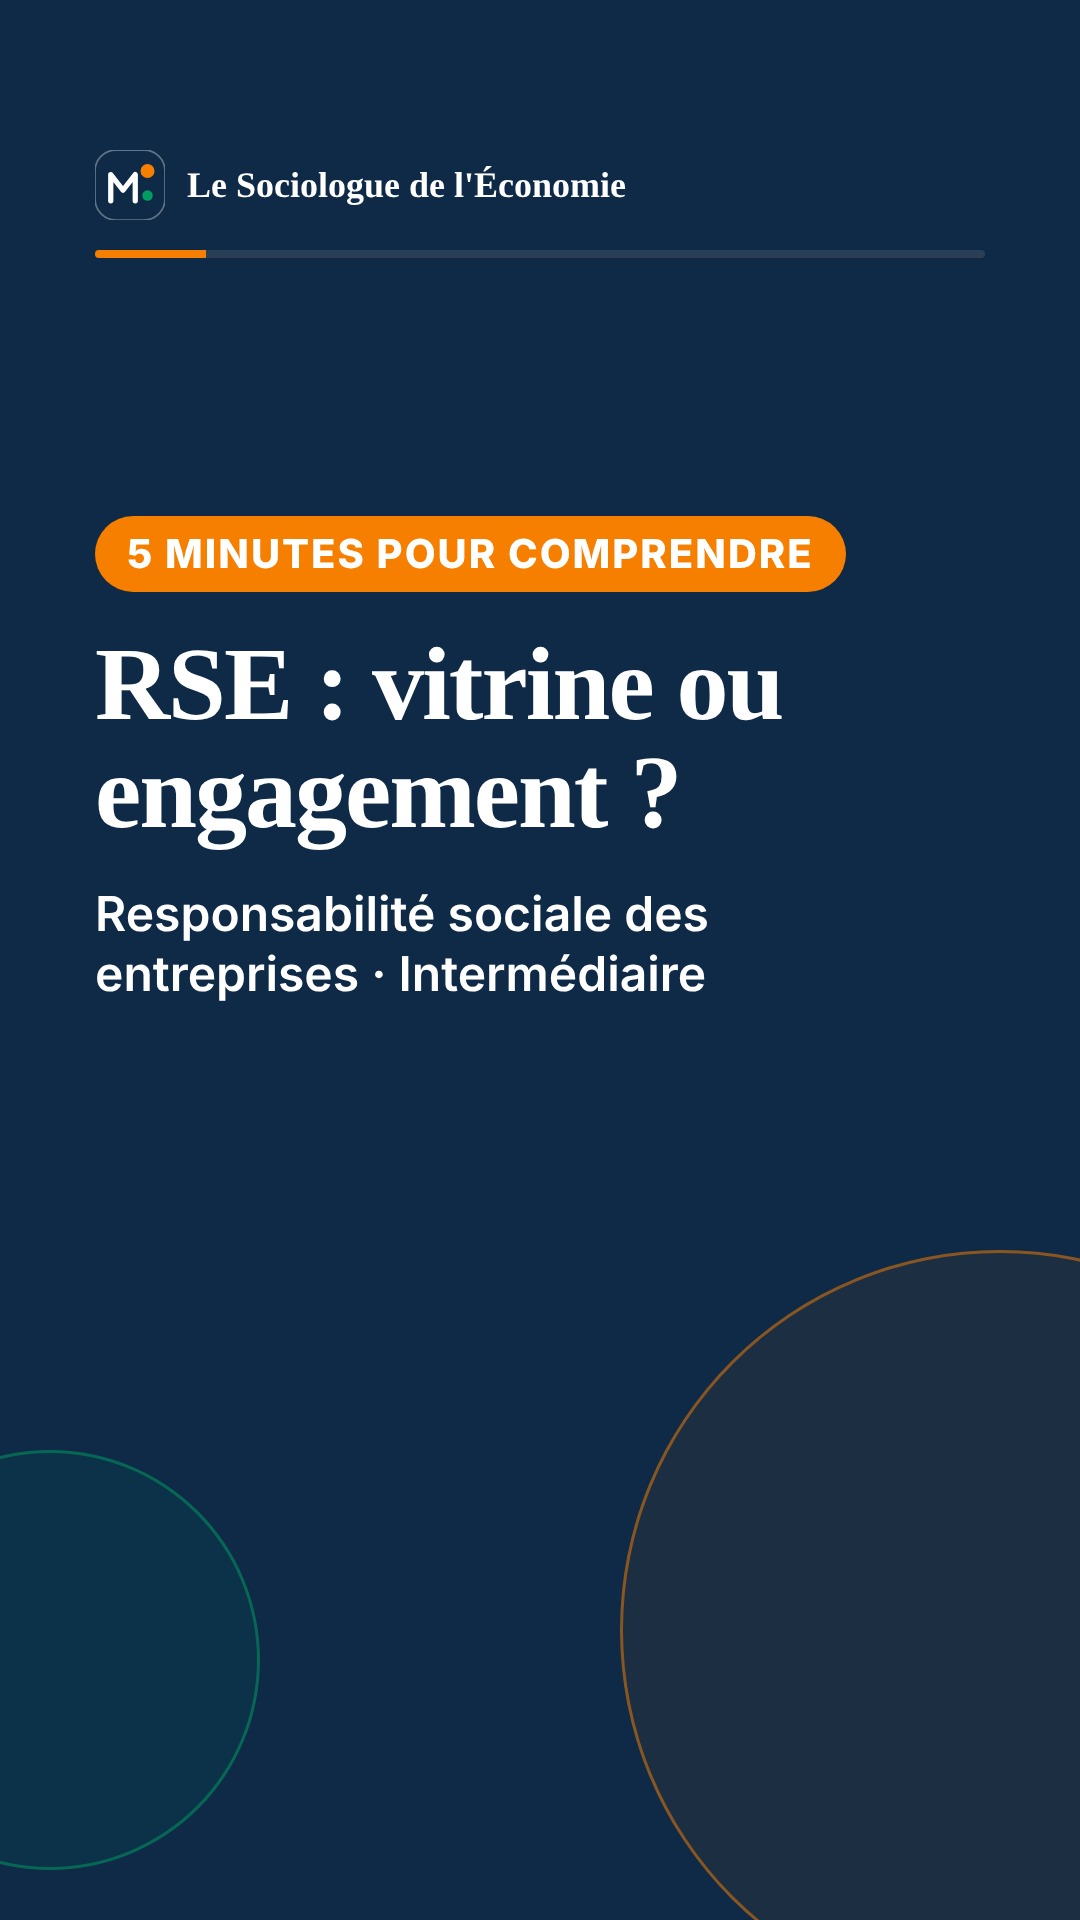 M
Le Sociologue de l'Économie
5 MINUTES POUR COMPRENDRE
RSE : vitrine ou
engagement ?
Responsabilité sociale des
entreprises · Intermédiaire